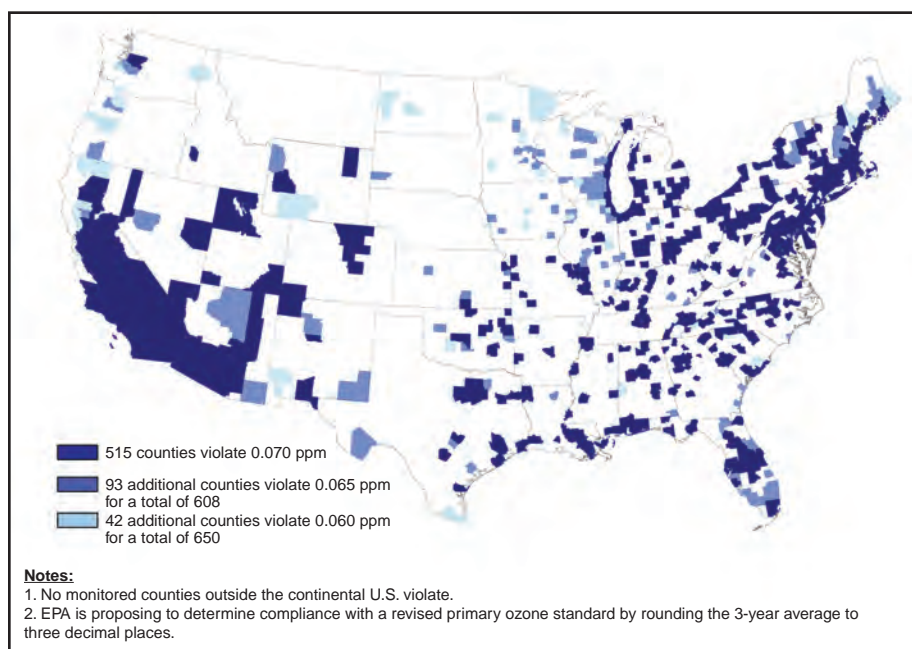 515 counties violate 0.070 ppm
93 additional counties violate 0.065 ppm
for a total of 608
42 additional counties violate 0.060 ppm
for a total of 650
Notes:
1. No monitored counties outside the continental U.S. violate.
2. EPA is proposing to determine compliance with a revised primary ozone standard by rounding the 3-year average to
three decimal places.